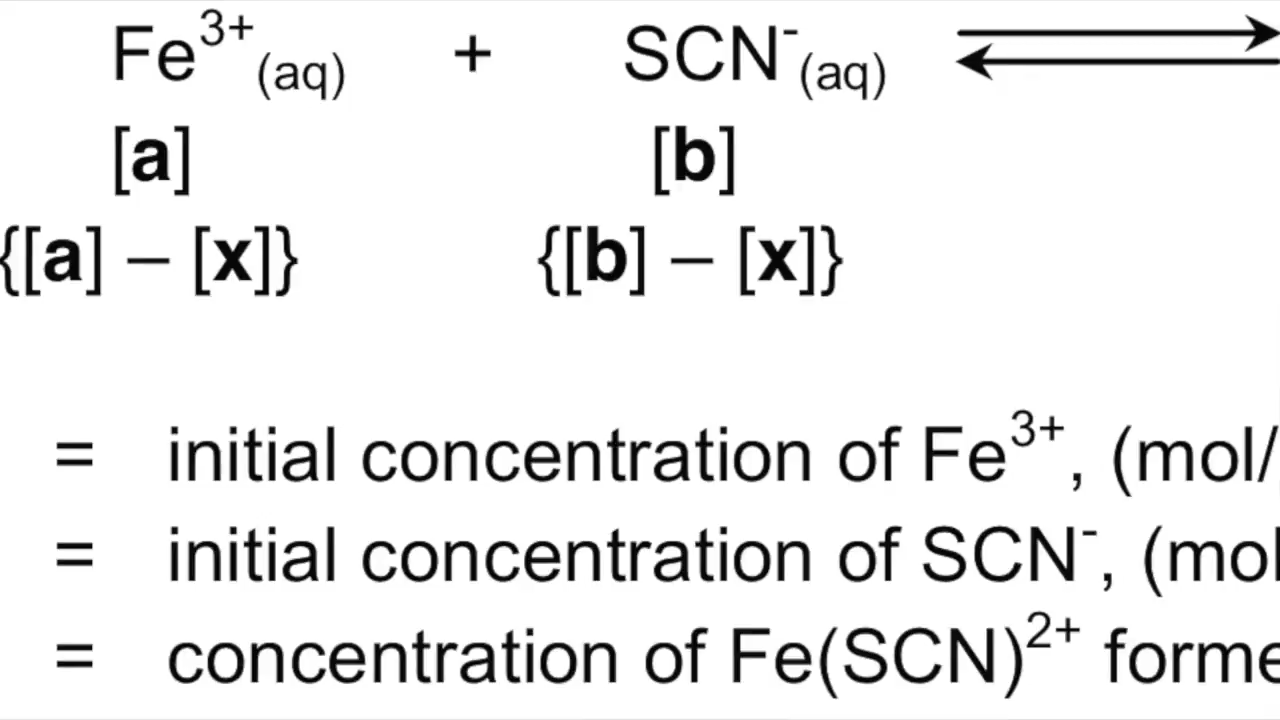 Fe³⁺(aq) + SCN⁻(aq) ⇌
[a] [b]
{[a] – [x]} {[b] – [x]}
= initial concentration of Fe³⁺, (mol/
= initial concentration of SCN⁻, (mol
= concentration of Fe(SCN)²⁺ forme